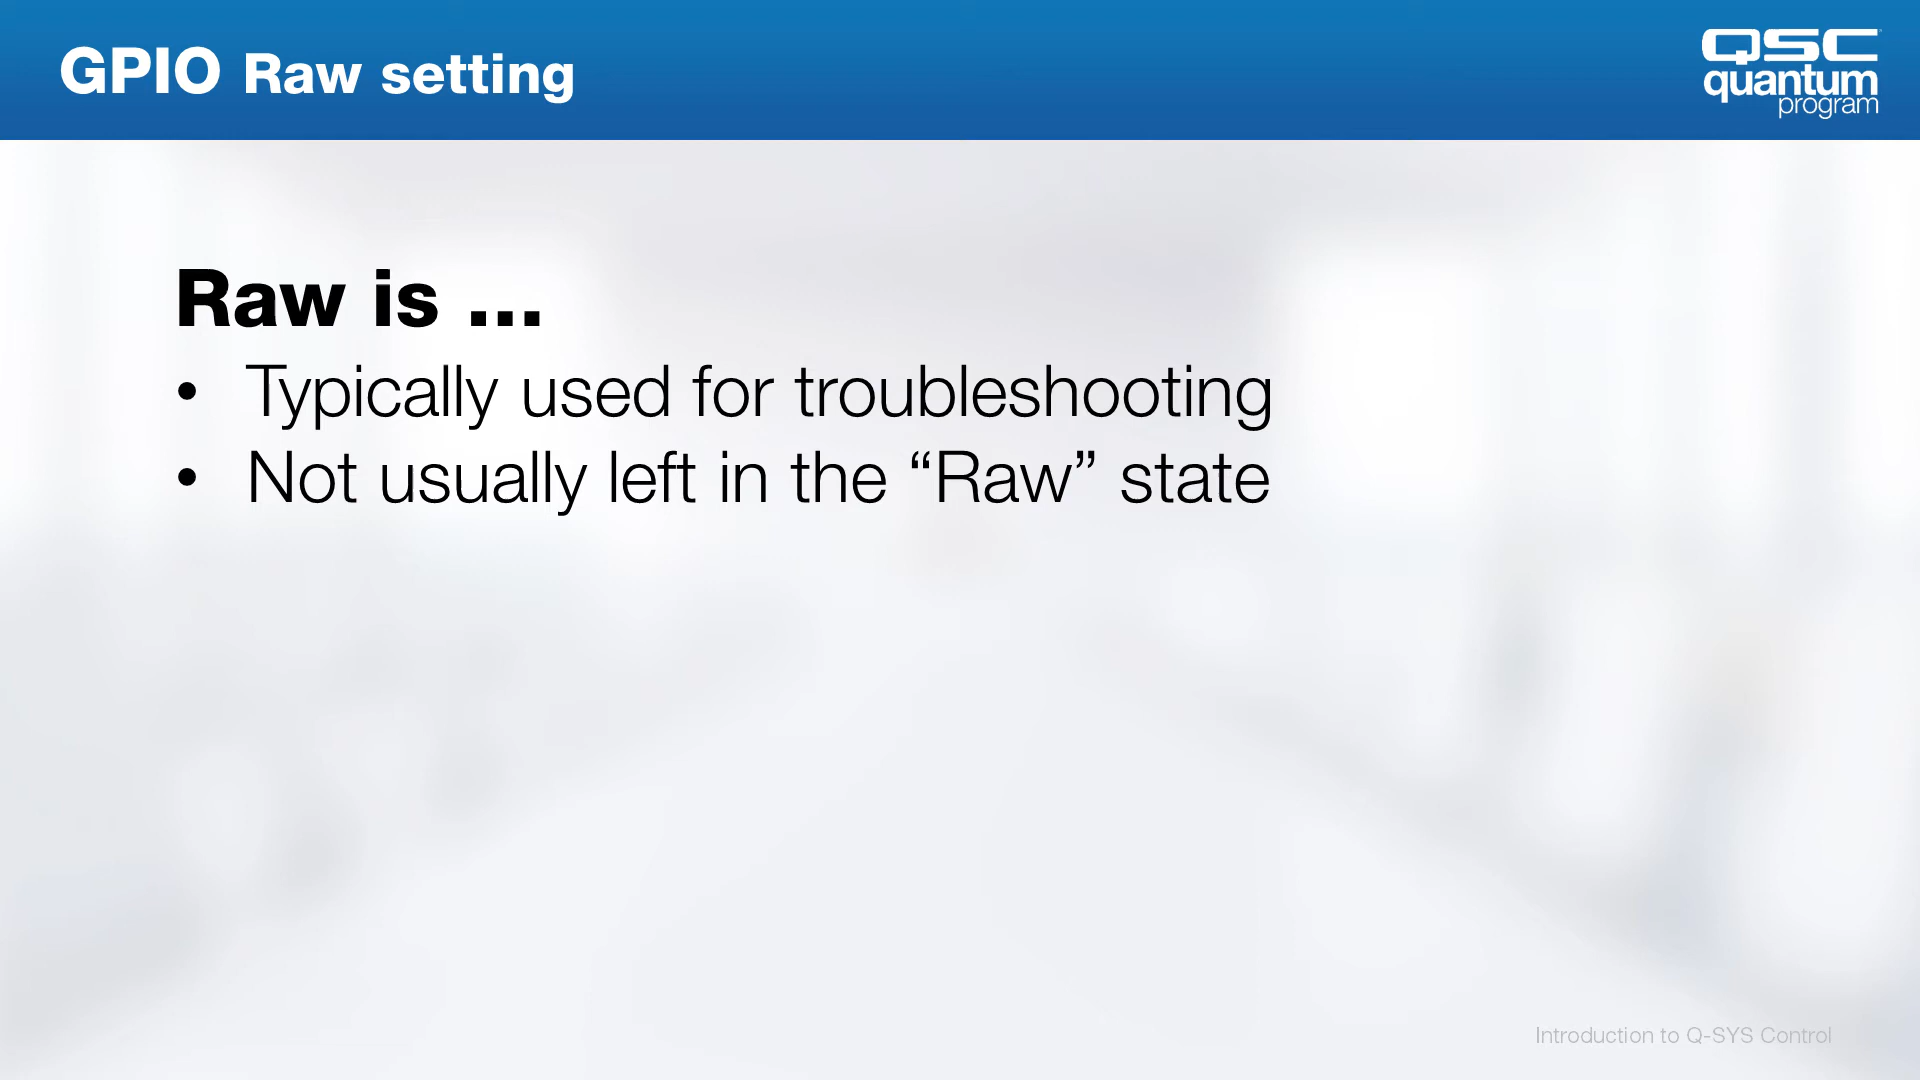 GPIO Raw setting
QSC
quantum
program
Raw is ...
• Typically used for troubleshooting
• Not usually left in the “Raw” state
Introduction to Q-SYS Control